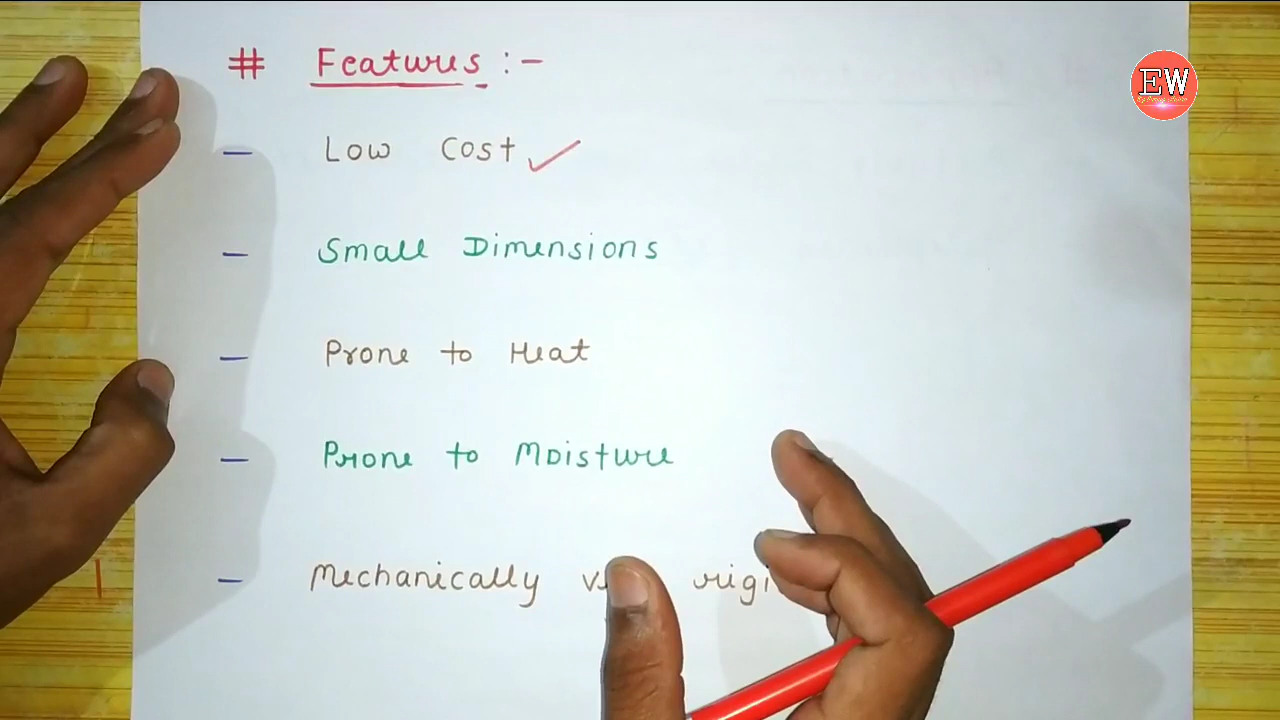 # Features :-
EW
- Low Cost
- Small Dimensions
- Prone to Heat
- Prone to Moisture
- Mechanically